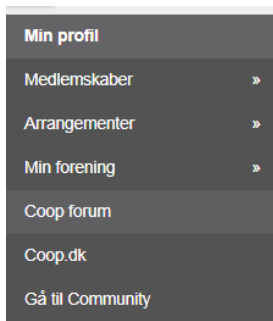 Min profil
Medlemskaber »
Arrangementer »
Min forening »
Coop forum
Coop.dk
Gå til Community